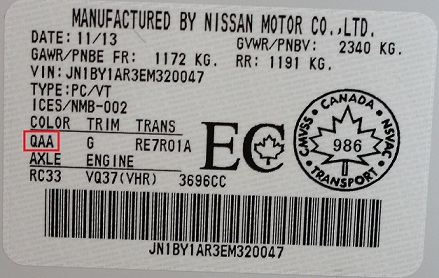 MANUFACTURED BY NISSAN MOTOR CO.,LTD.
DATE: 11/13 GVWR/PNBV: 2340 KG.
GAWR/PNBE FR: 1172 KG. RR: 1191 KG.
VIN: JN1BY1AR3EM320047
TYPE:PC/VT
ICES/NMB-002
COLOR TRIM TRANS
QAA G RE7R01A
AXLE ENGINE
RC33 VQ37(VHR) 3696CC
EC
CANADA
CMVSS NSVAC
986
TRANSPORT
JN1BY1AR3EM320047